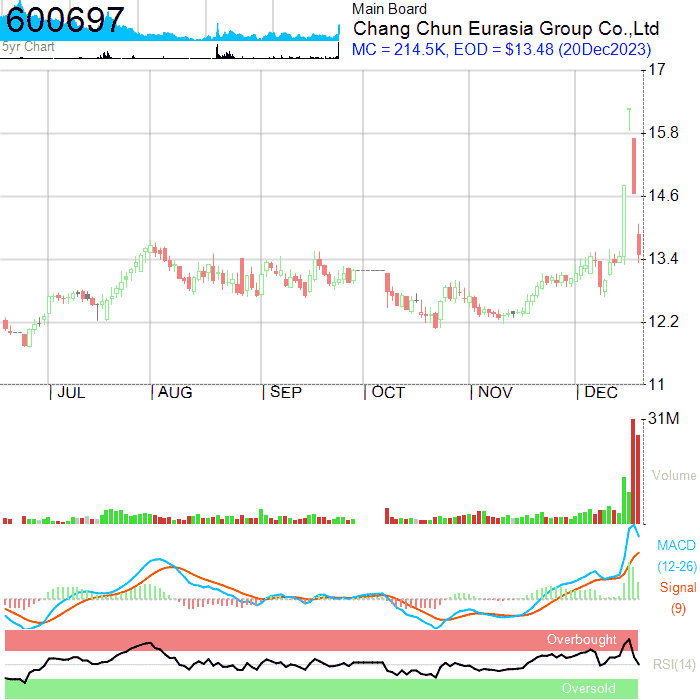 600697
5yr Chart
Main Board
Chang Chun Eurasia Group Co.,Ltd
MC = 214.5K, EOD = $13.48 (20Dec2023)
17
15.8
14.6
13.4
12.2
11
JUL AUG SEP OCT NOV DEC
31M
Volume
MACD
(12-26)
Signal
(9)
Overbought
RSI(14)
Oversold